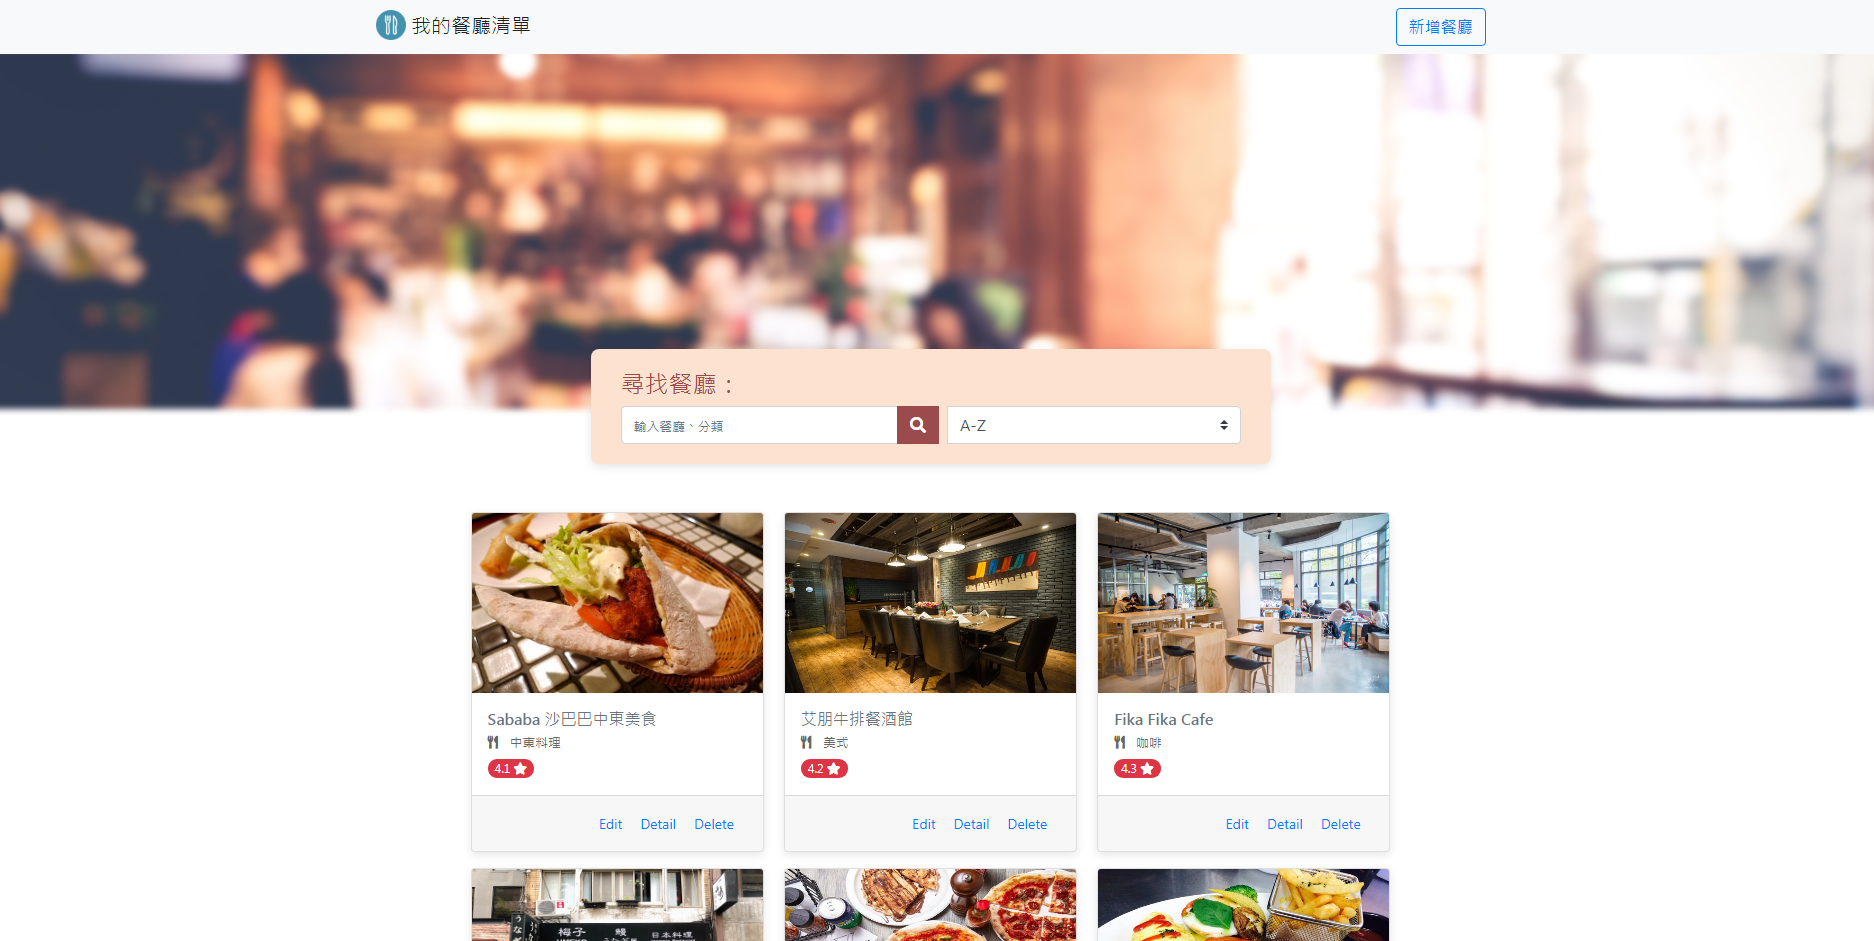 我的餐廳清單
新增餐廳
尋找餐廳：
輸入餐廳、分類
A-Z
Sababa 沙巴巴中東美食
中東料理
4.1
Edit Detail Delete
艾朋牛排餐酒館
美式
4.2
Edit Detail Delete
Fika Fika Cafe
咖啡
4.3
Edit Detail Delete
梅子 鰻 日本料理